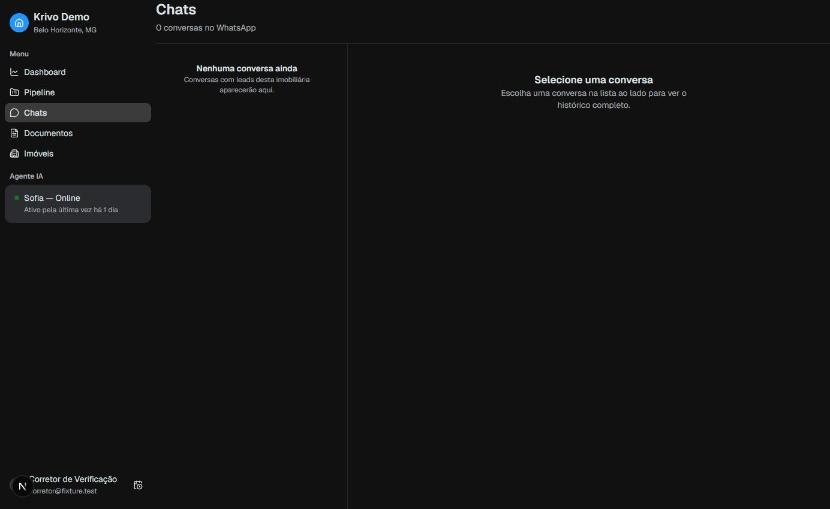 Krivo Demo
Belo Horizonte, MG
Menu
Dashboard
Pipeline
Chats
Documentos
Imóveis
Agente IA
Sofia — Online
Ativo pela última vez há 1 dia
Corretor de Verificação
N
orretor@fixture.test
Chats
0 conversas no WhatsApp
Nenhuma conversa ainda
Conversas com leads desta imobiliária
aparecerão aqui.
Selecione uma conversa
Escolha uma conversa na lista ao lado para ver o
histórico completo.